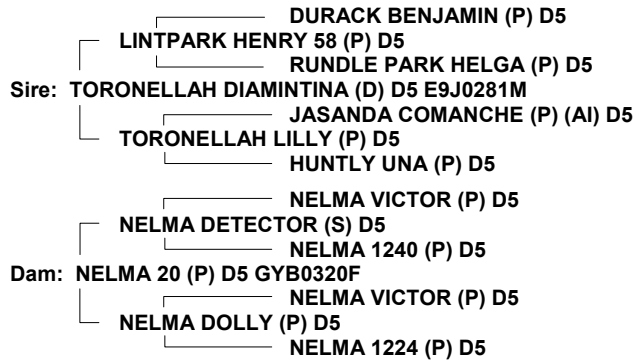 DURACK BENJAMIN (P) D5
LINTPARK HENRY 58 (P) D5
RUNDLE PARK HELGA (P) D5
Sire: TORONELLAH DIAMINTINA (D) D5 E9J0281M
JASANDA COMANCHE (P) (AI) D5
TORONELLAH LILLY (P) D5
HUNTLY UNA (P) D5
NELMA VICTOR (P) D5
NELMA DETECTOR (S) D5
NELMA 1240 (P) D5
Dam: NELMA 20 (P) D5 GYB0320F
NELMA VICTOR (P) D5
NELMA DOLLY (P) D5
NELMA 1224 (P) D5